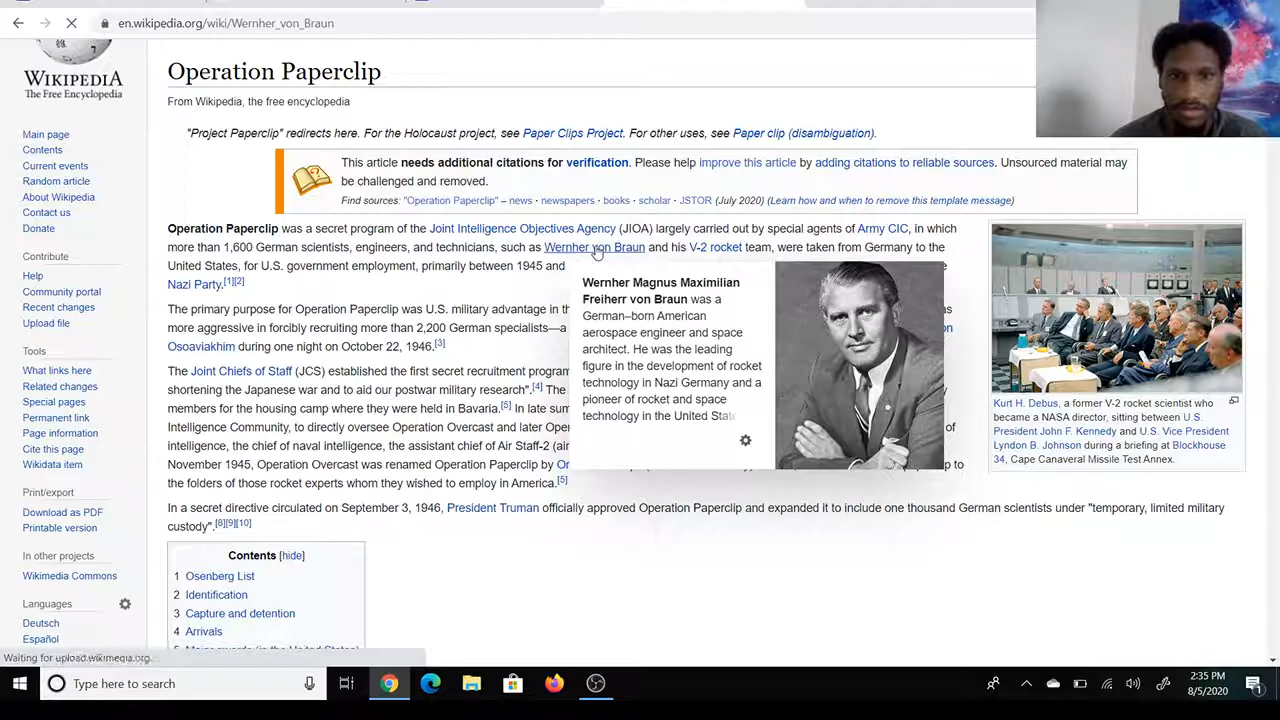 en.wikipedia.org/wiki/Wernher_von_Braun
WIKIPEDIA
The Free Encyclopedia
Main page
Contents
Current events
Random article
About Wikipedia
Contact us
Donate
Contribute
Help
Community portal
Recent changes
Upload file
Tools
What links here
Related changes
Special pages
Permanent link
Page information
Cite this page
Wikidata item
Print/export
Download as PDF
Printable version
In other projects
Wikimedia Commons
Languages
Deutsch
Español
Operation Paperclip
From Wikipedia, the free encyclopedia
"Project Paperclip" redirects here. For the Holocaust project, see Paper Clips Project. For other uses, see Paper clip (disambiguation).
This article needs additional citations for verification. Please help improve this article by adding citations to reliable sources. Unsourced material may
be challenged and removed.
Find sources: "Operation Paperclip" – news · newspapers · books · scholar · JSTOR (July 2020) (Learn how and when to remove this template message)
Operation Paperclip was a secret program of the Joint Intelligence Objectives Agency (JIOA) largely carried out by special agents of Army CIC, in which
more than 1,600 German scientists, engineers, and technicians, such as Wernher von Braun and his V-2 rocket team, were taken from Germany to the
United States, for U.S. government employment, primarily between 1945 and
Nazi Party.[1][2]
The primary purpose for Operation Paperclip was U.S. military advantage in th
more aggressive in forcibly recruiting more than 2,200 German specialists—a
Osoaviakhim during one night on October 22, 1946.[3]
The Joint Chiefs of Staff (JCS) established the first secret recruitment program
shortening the Japanese war and to aid our postwar military research".[4] The
members for the housing camp where they were held in Bavaria.[5] In late sum
Intelligence Community, to directly oversee Operation Overcast and later Oper
intelligence, the chief of naval intelligence, the assistant chief of Air Staff-2 (air
November 1945, Operation Overcast was renamed Operation Paperclip by Or
to
the folders of those rocket experts whom they wished to employ in America.[5]
In a secret directive circulated on September 3, 1946, President Truman officially approved Operation Paperclip and expanded it to include one thousand German scientists under "temporary, limited military
custody".[8][9][10]
Wernher Magnus Maximilian
Freiherr von Braun was a
German–born American
aerospace engineer and space
architect. He was the leading
figure in the development of rocket
technology in Nazi Germany and a
pioneer of rocket and space
technology in the United State
Kurt H. Debus, a former V-2 rocket scientist who
became a NASA director, sitting between U.S.
President John F. Kennedy and U.S. Vice President
Lyndon B. Johnson during a briefing at Blockhouse
34, Cape Canaveral Missile Test Annex.
Contents [hide]
1 Osenberg List
2 Identification
3 Capture and detention
4 Arrivals
Waiting for upload.wikimedia.org...
Type here to search
2:35 PM
8/5/2020
1